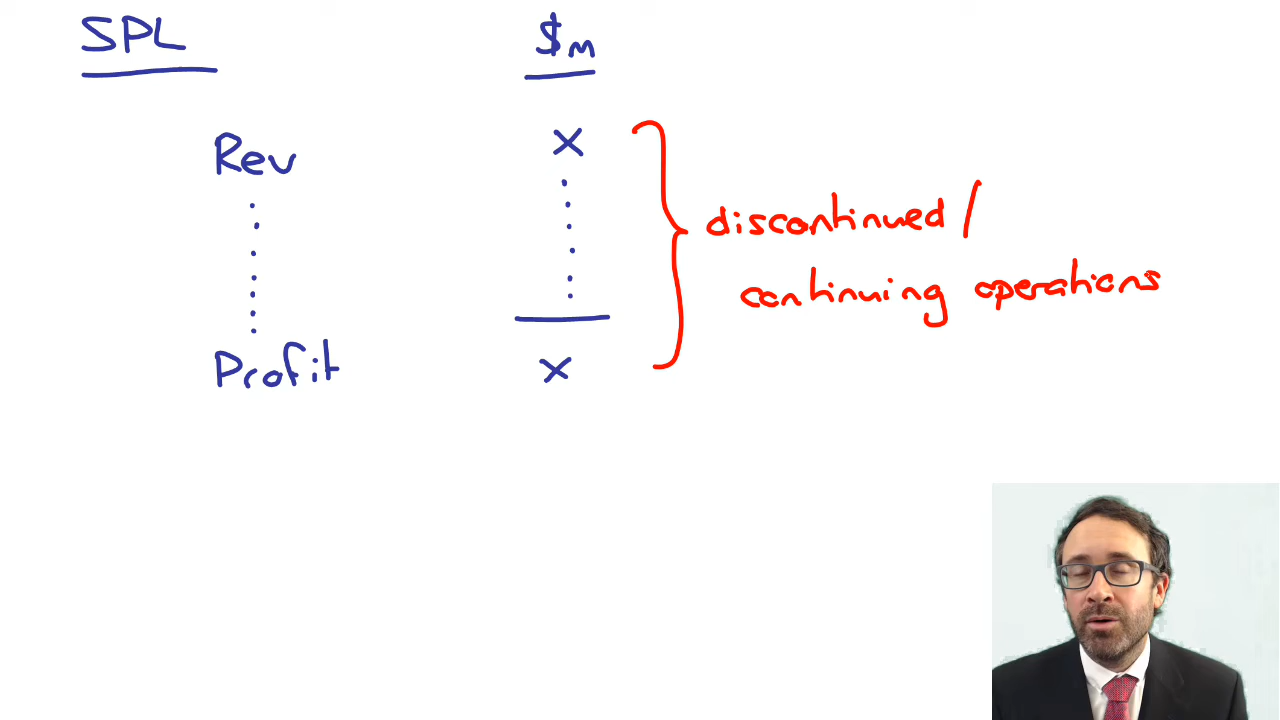 SPL $m
Rev x
discontinued /
continuing operations
Profit x